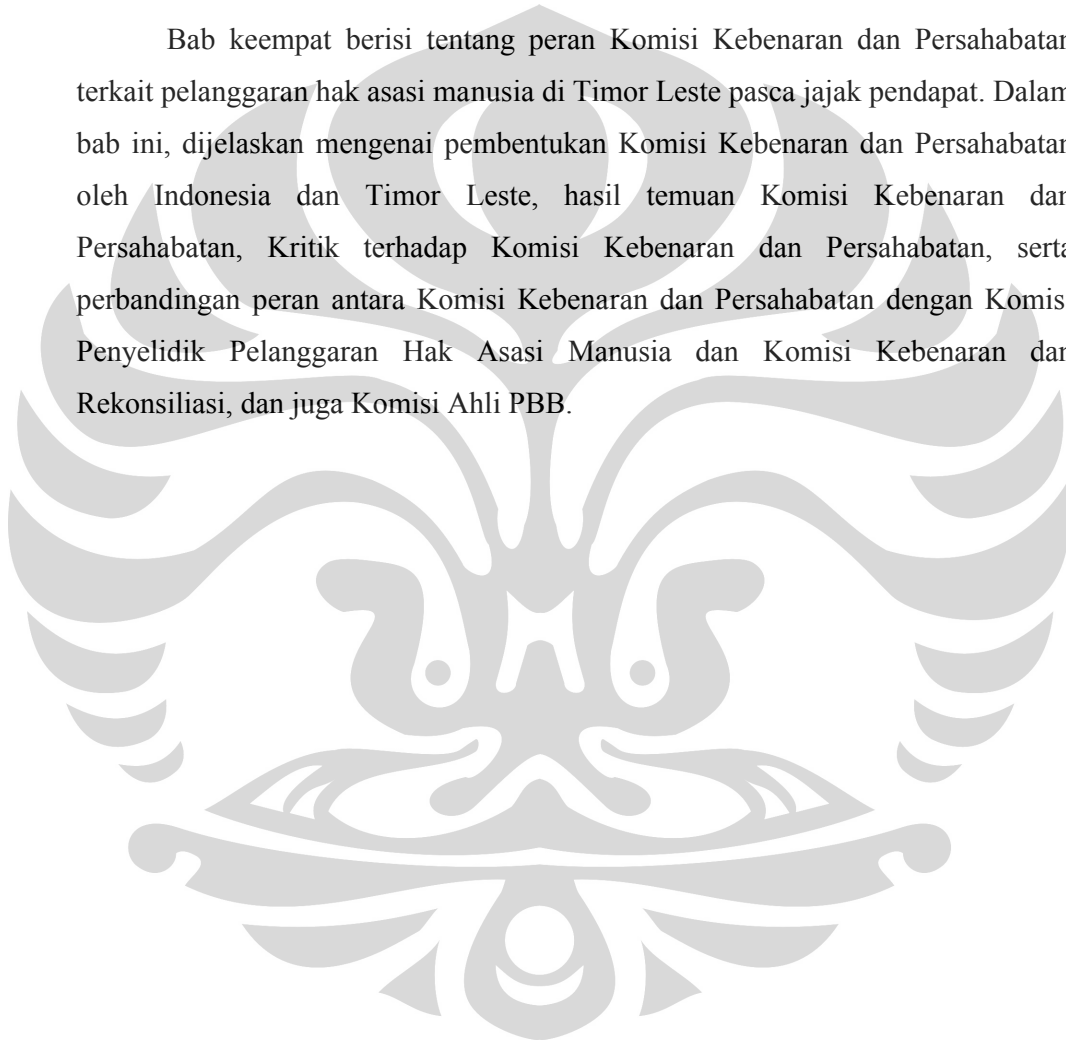 Bab keempat berisi tentang peran Komisi Kebenaran dan Persahabatan
terkait pelanggaran hak asasi manusia di Timor Leste pasca jajak pendapat. Dalam
bab ini, dijelaskan mengenai pembentukan Komisi Kebenaran dan Persahabatan
oleh Indonesia dan Timor Leste, hasil temuan Komisi Kebenaran dan
Persahabatan, Kritik terhadap Komisi Kebenaran dan Persahabatan, serta
perbandingan peran antara Komisi Kebenaran dan Persahabatan dengan Komisi
Penyelidik Pelanggaran Hak Asasi Manusia dan Komisi Kebenaran dan
Rekonsiliasi, dan juga Komisi Ahli PBB.